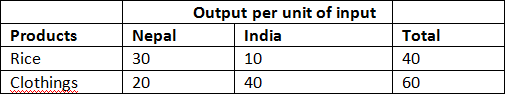 Output per unit of input
Products Nepal India Total
Rice 30 10 40
Clothings 20 40 60